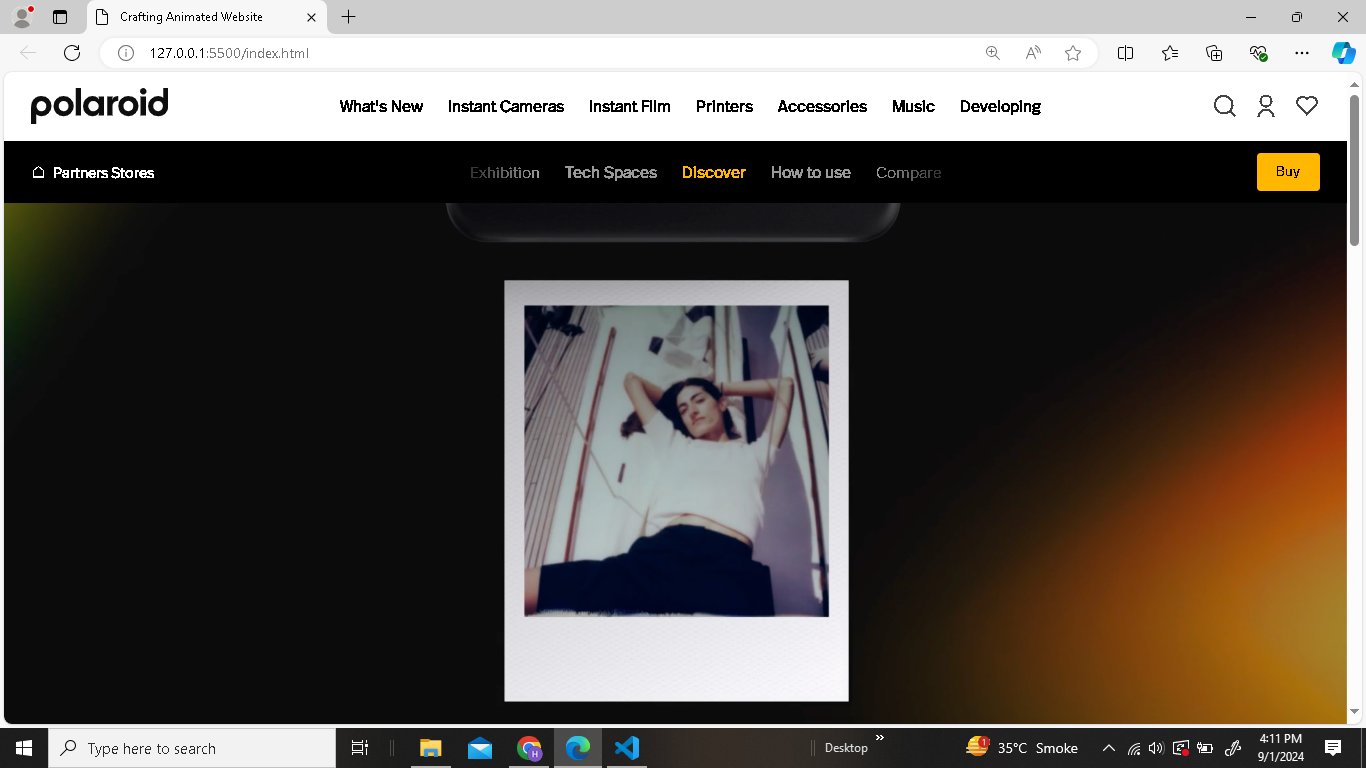 Crafting Animated Website
127.0.0.1:5500/index.html
polaroid What's New Instant Cameras Instant Film Printers Accessories Music Developing
Partners Stores Exhibition Tech Spaces Discover How to use Compare Buy
Type here to search H Desktop 1 35°C Smoke 4:11 PM
9/1/2024